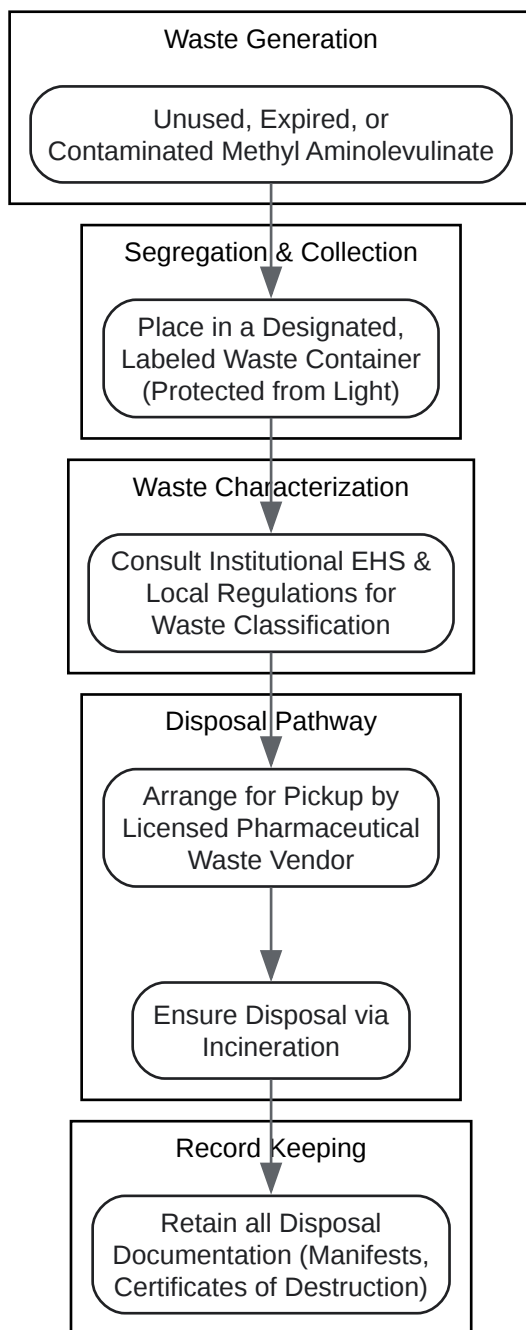 Waste Generation
Unused, Expired, or
Contaminated Methyl Aminolevulinate
Segregation & Collection
Place in a Designated,
Labeled Waste Container
(Protected from Light)
Waste Characterization
Consult Institutional EHS &
Local Regulations for
Waste Classification
Disposal Pathway
Arrange for Pickup by
Licensed Pharmaceutical
Waste Vendor
Ensure Disposal via
Incineration
Record Keeping
Retain all Disposal
Documentation (Manifests,
Certificates of Destruction)